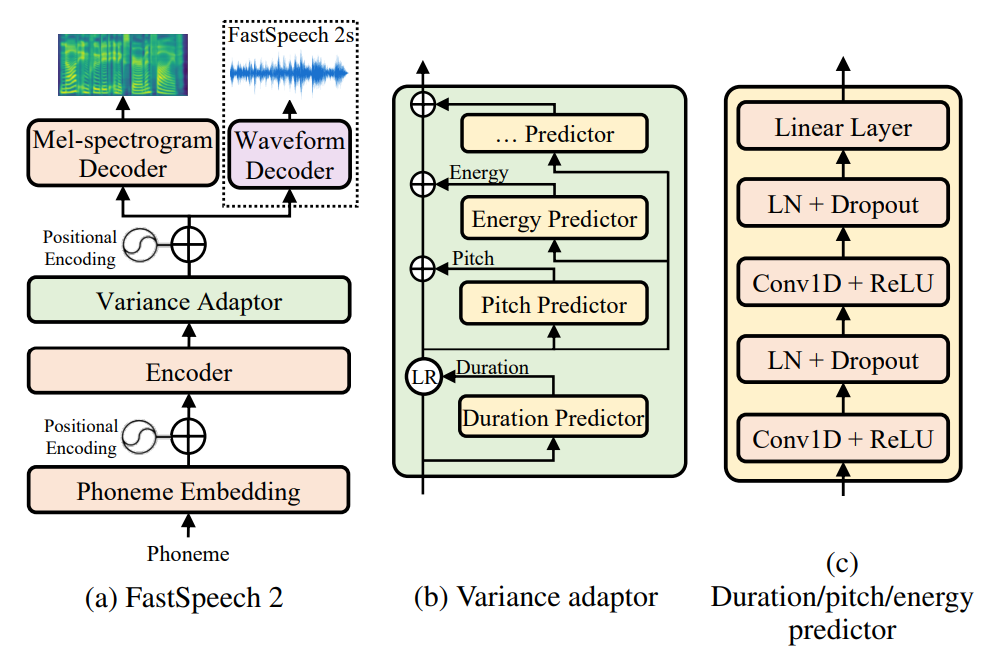 FastSpeech 2s
Mel-spectrogram
Decoder
Waveform
Decoder
Positional
Encoding
Variance Adaptor
Encoder
Positional
Encoding
Phoneme Embedding
Phoneme
(a) FastSpeech 2
… Predictor
Energy
Energy Predictor
Pitch
Pitch Predictor
LR
Duration
Duration Predictor
(b) Variance adaptor
Linear Layer
LN + Dropout
Conv1D + ReLU
LN + Dropout
Conv1D + ReLU
(c)
Duration/pitch/energy
predictor